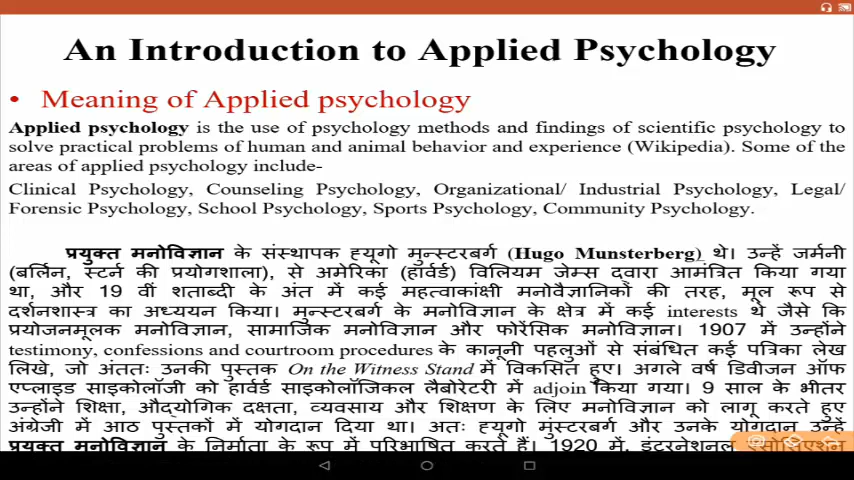 An Introduction to Applied Psychology
• Meaning of Applied psychology
Applied psychology is the use of psychology methods and findings of scientific psychology to
solve practical problems of human and animal behavior and experience (Wikipedia). Some of the
areas of applied psychology include-
Clinical Psychology, Counseling Psychology, Organizational/ Industrial Psychology, Legal/
Forensic Psychology, School Psychology, Sports Psychology, Community Psychology.
प्रयुक्त मनोविज्ञान के संस्थापक ह्यूगो मुन्स्टरबर्ग (Hugo Munsterberg) थे। उन्हें जर्मनी
(बर्लिन, स्टर्न की प्रयोगशाला), से अमेरिका (हार्वर्ड) विलियम जेम्स द्वारा आमंत्रित किया गया
था, और 19 वीं शताब्दी के अंत में कई महत्वाकांक्षी मनोवैज्ञानिकों की तरह, मूल रूप से
दर्शनशास्त्र का अध्ययन किया। मुन्स्टरबर्ग के मनोविज्ञान के क्षेत्र में कई interests थे जैसे कि
प्रयोजनमूलक मनोविज्ञान, सामाजिक मनोविज्ञान और फोरेंसिक मनोविज्ञान। 1907 में उन्होंने
testimony, confessions and courtroom procedures के कानूनी पहलुओं से संबंधित कई पत्रिका लेख
लिखे, जो अंततः उनकी पुस्तक On the Witness Stand में विकसित हुए। अगले वर्ष डिवीजन ऑफ
एप्लाइड साइकोलॉजी को हार्वर्ड साइकोलॉजिकल लैबोरेटरी में adjoin किया गया। 9 साल के भीतर
उन्होंने शिक्षा, औद्योगिक दक्षता, व्यवसाय और शिक्षण के लिए मनोविज्ञान को लागू करते हुए
अंग्रेजी में आठ पुस्तकों में योगदान दिया था। अतः ह्यूगो मुंस्टरबर्ग और उनके योगदान उन्हें
प्रयुक्त मनोविज्ञान के निर्माता के रूप में परिभाषित करते हैं। 1920 में, इंटरनेशनल एसोसिएशन